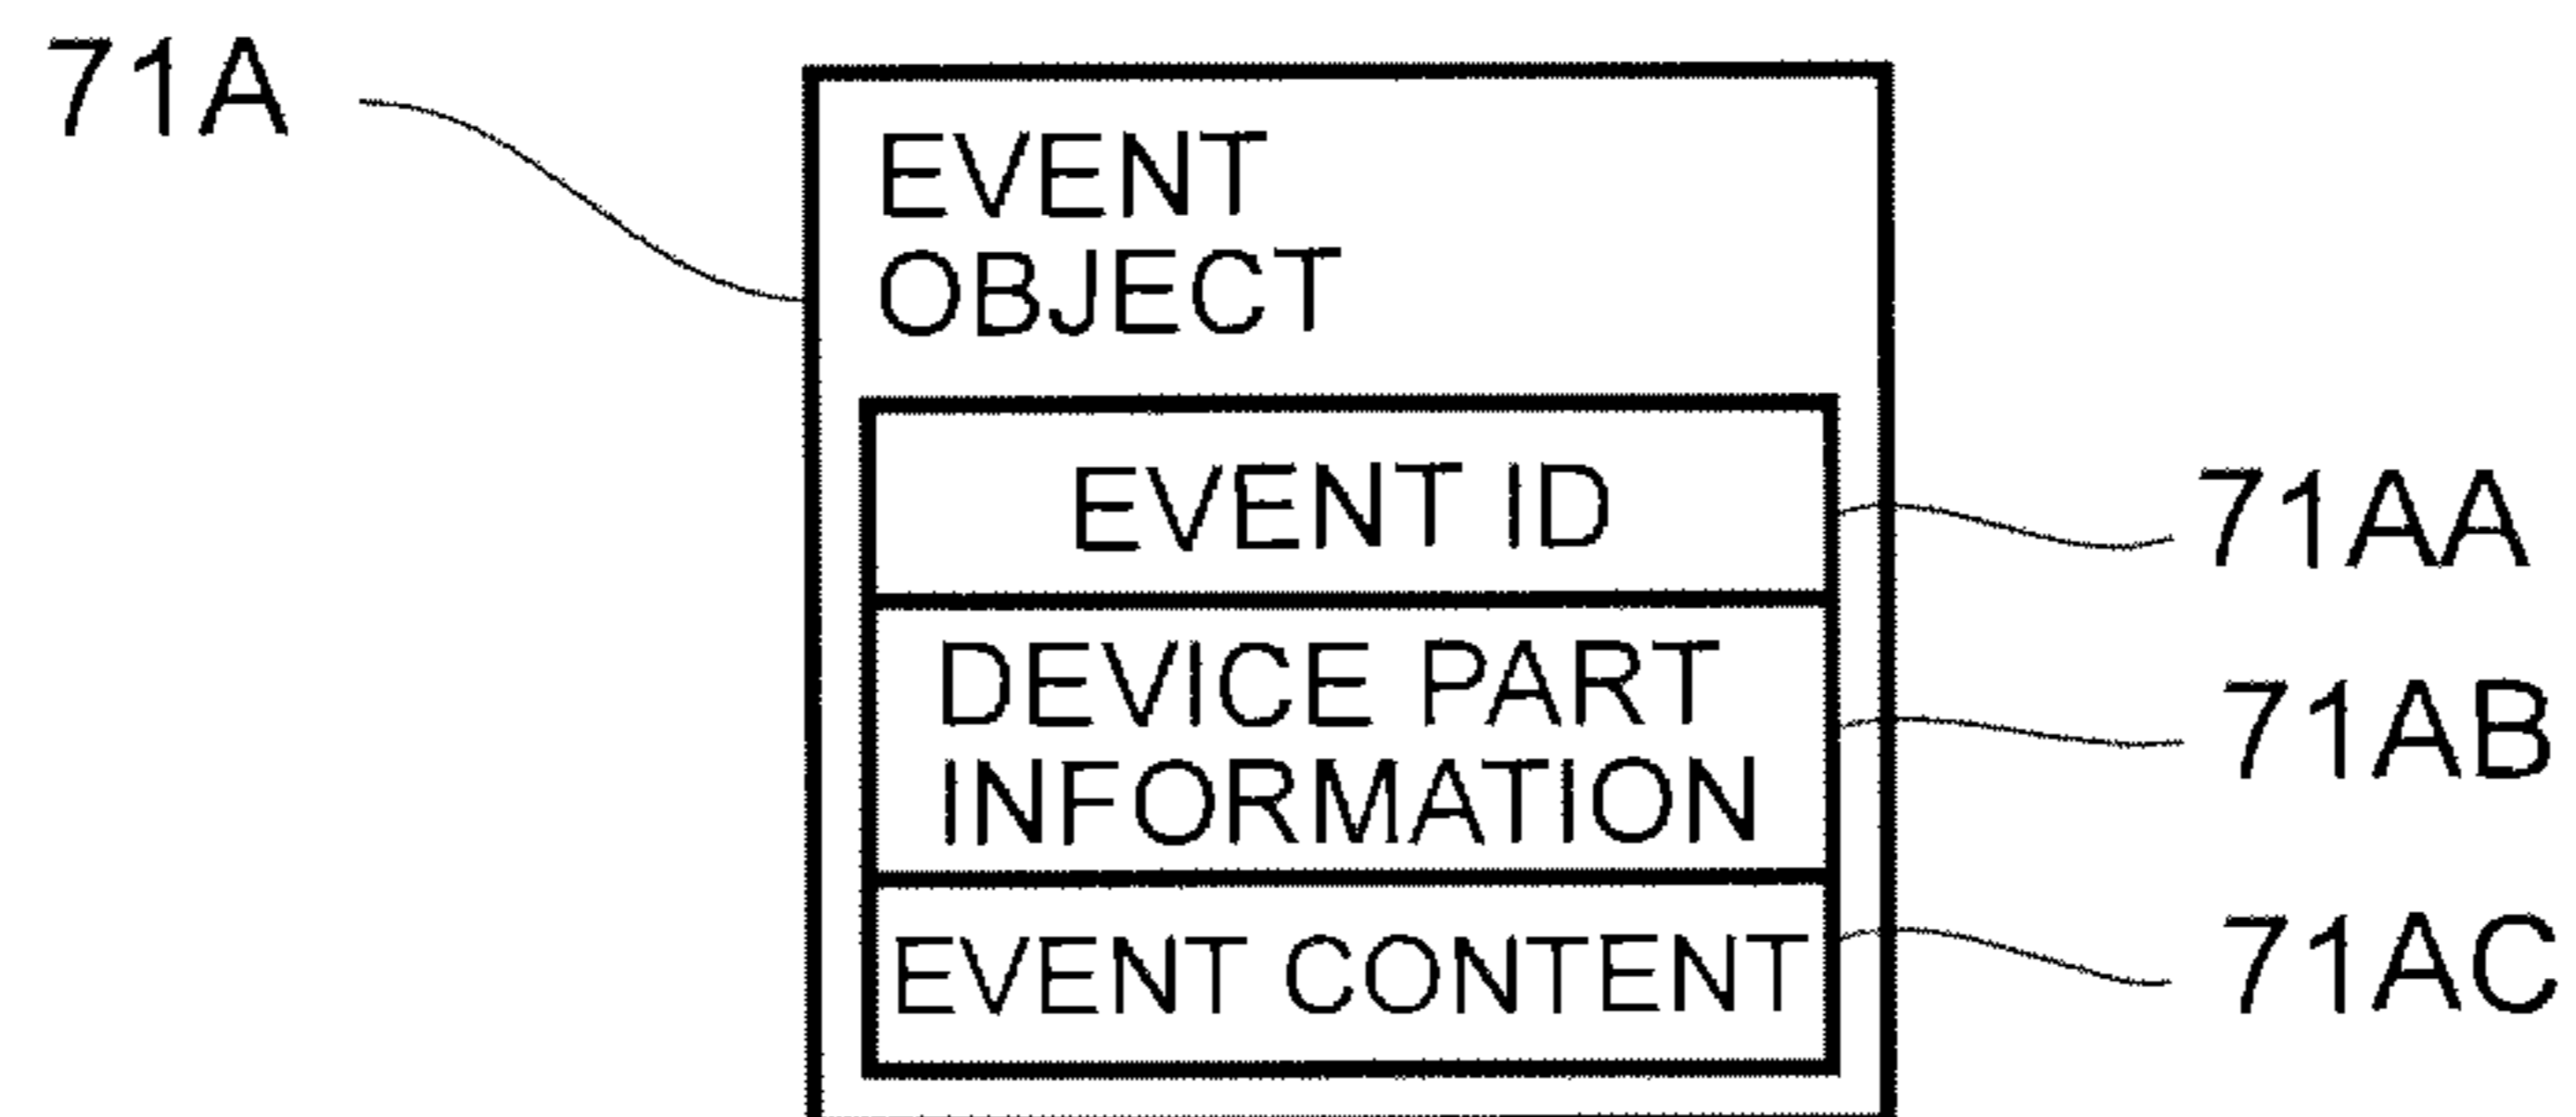 71A
EVENT
OBJECT
EVENT ID
71AA
DEVICE PART
INFORMATION
71AB
EVENT CONTENT
71AC